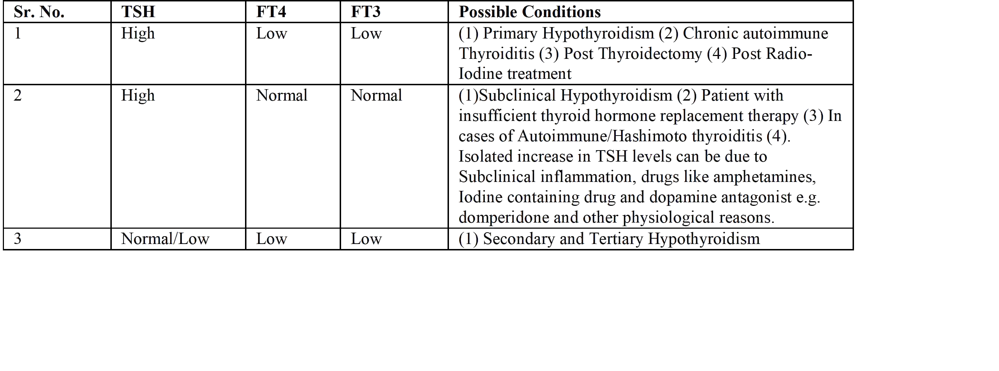 Sr. No. TSH FT4 FT3 Possible Conditions
1 High Low Low (1) Primary Hypothyroidism (2) Chronic autoimmune
Thyroiditis (3) Post Thyroidectomy (4) Post Radio-
Iodine treatment
2 High Normal Normal (1)Subclinical Hypothyroidism (2) Patient with
insufficient thyroid hormone replacement therapy (3) In
cases of Autoimmune/Hashimoto thyroiditis (4).
Isolated increase in TSH levels can be due to
Subclinical inflammation, drugs like amphetamines,
Iodine containing drug and dopamine antagonist e.g.
domperidone and other physiological reasons.
3 Normal/Low Low Low (1) Secondary and Tertiary Hypothyroidism